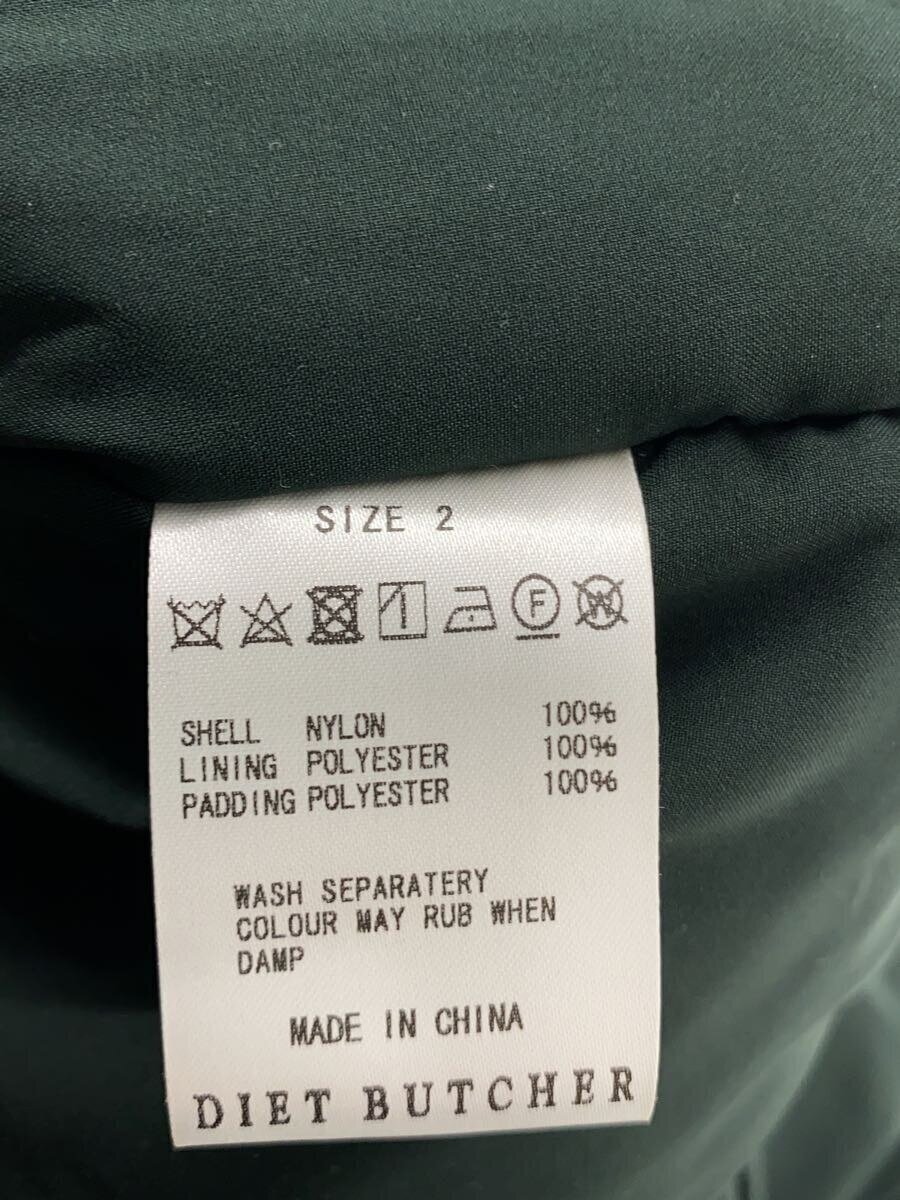 SIZE 2
F W
SHELL NYLON 100%
LINING POLYESTER 100%
PADDING POLYESTER 100%
WASH SEPARATERY
COLOUR MAY RUB WHEN
DAMP
MADE IN CHINA
DIET BUTCHER